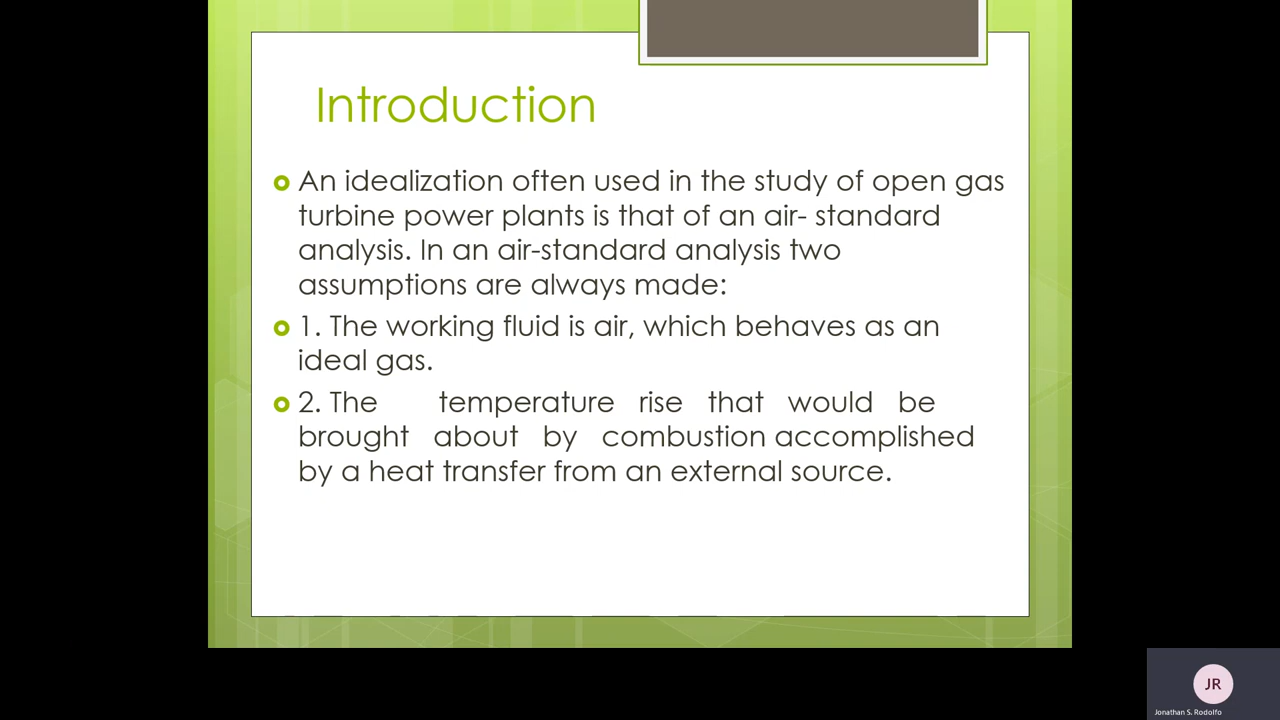 Introduction
An idealization often used in the study of open gas
turbine power plants is that of an air- standard
analysis. In an air-standard analysis two
assumptions are always made:
1. The working fluid is air, which behaves as an
ideal gas.
2. The temperature rise that would be
brought about by combustion accomplished
by a heat transfer from an external source.
JR
Jonathan S. Rodolfo